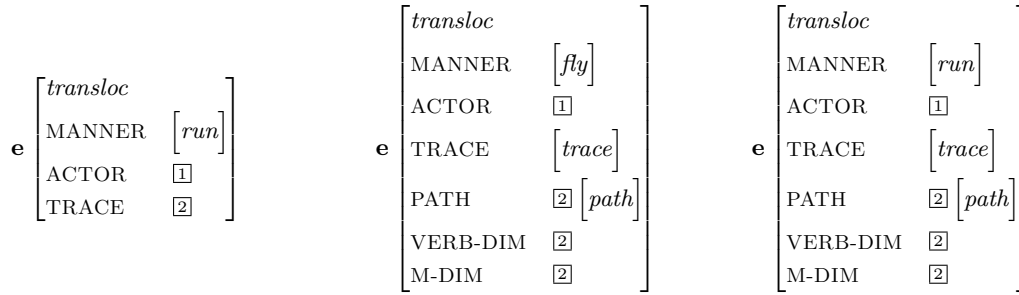 e
transloc
MANNER [run]
ACTOR 1
TRACE 2
e
transloc
MANNER [fly]
ACTOR 1
TRACE [trace]
PATH 2 [path]
VERB-DIM 2
M-DIM 2
e
transloc
MANNER [run]
ACTOR 1
TRACE [trace]
PATH 2 [path]
VERB-DIM 2
M-DIM 2